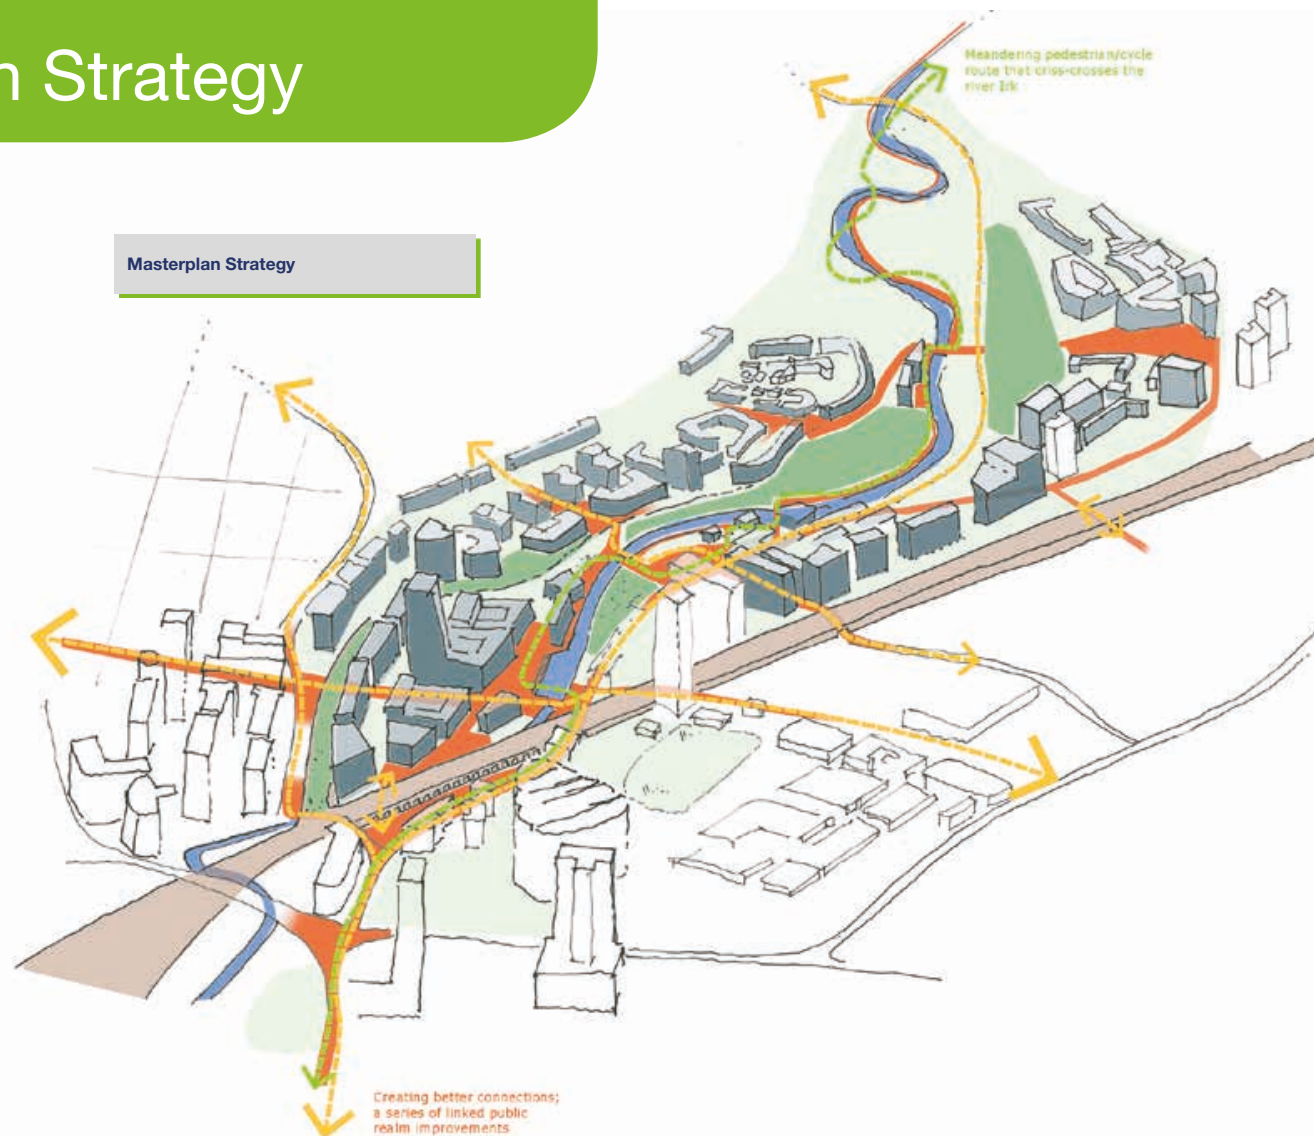 n Strategy
Meandering pedestrian/cycle
route that criss-crosses the
river Irk
Masterplan Strategy
Creating better connections;
a series of linked public
realm improvements